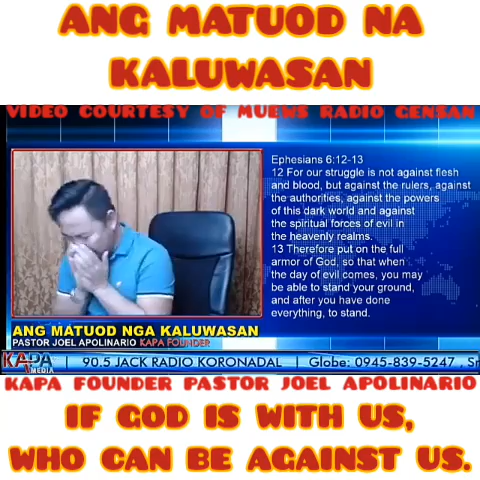 ANG MATUOD NA
KALUWASAN
VIDEO COURTESY OF MUEWS RADIO GENSAN
Ephesians 6:12-13
12 For our struggle is not against flesh
and blood, but against the rulers, against
the authorities, against the powers
of this dark world and against
the spiritual forces of evil in
the heavenly realms.
13 Therefore put on the full
armor of God, so that when
the day of evil comes, you may
be able to stand your ground,
and after you have done
everything, to stand.
ANG MATUOD NGA KALUWASAN
PASTOR JOEL APOLINARIO KAPA FOUNDER
KAPA
MEDIA
90.5 JACK RADIO KORONADAL | Globe: 0945-839-5247 , Sr
KAPA FOUNDER PASTOR JOEL APOLINARIO
IF GOD IS WITH US,
WHO CAN BE AGAINST US.